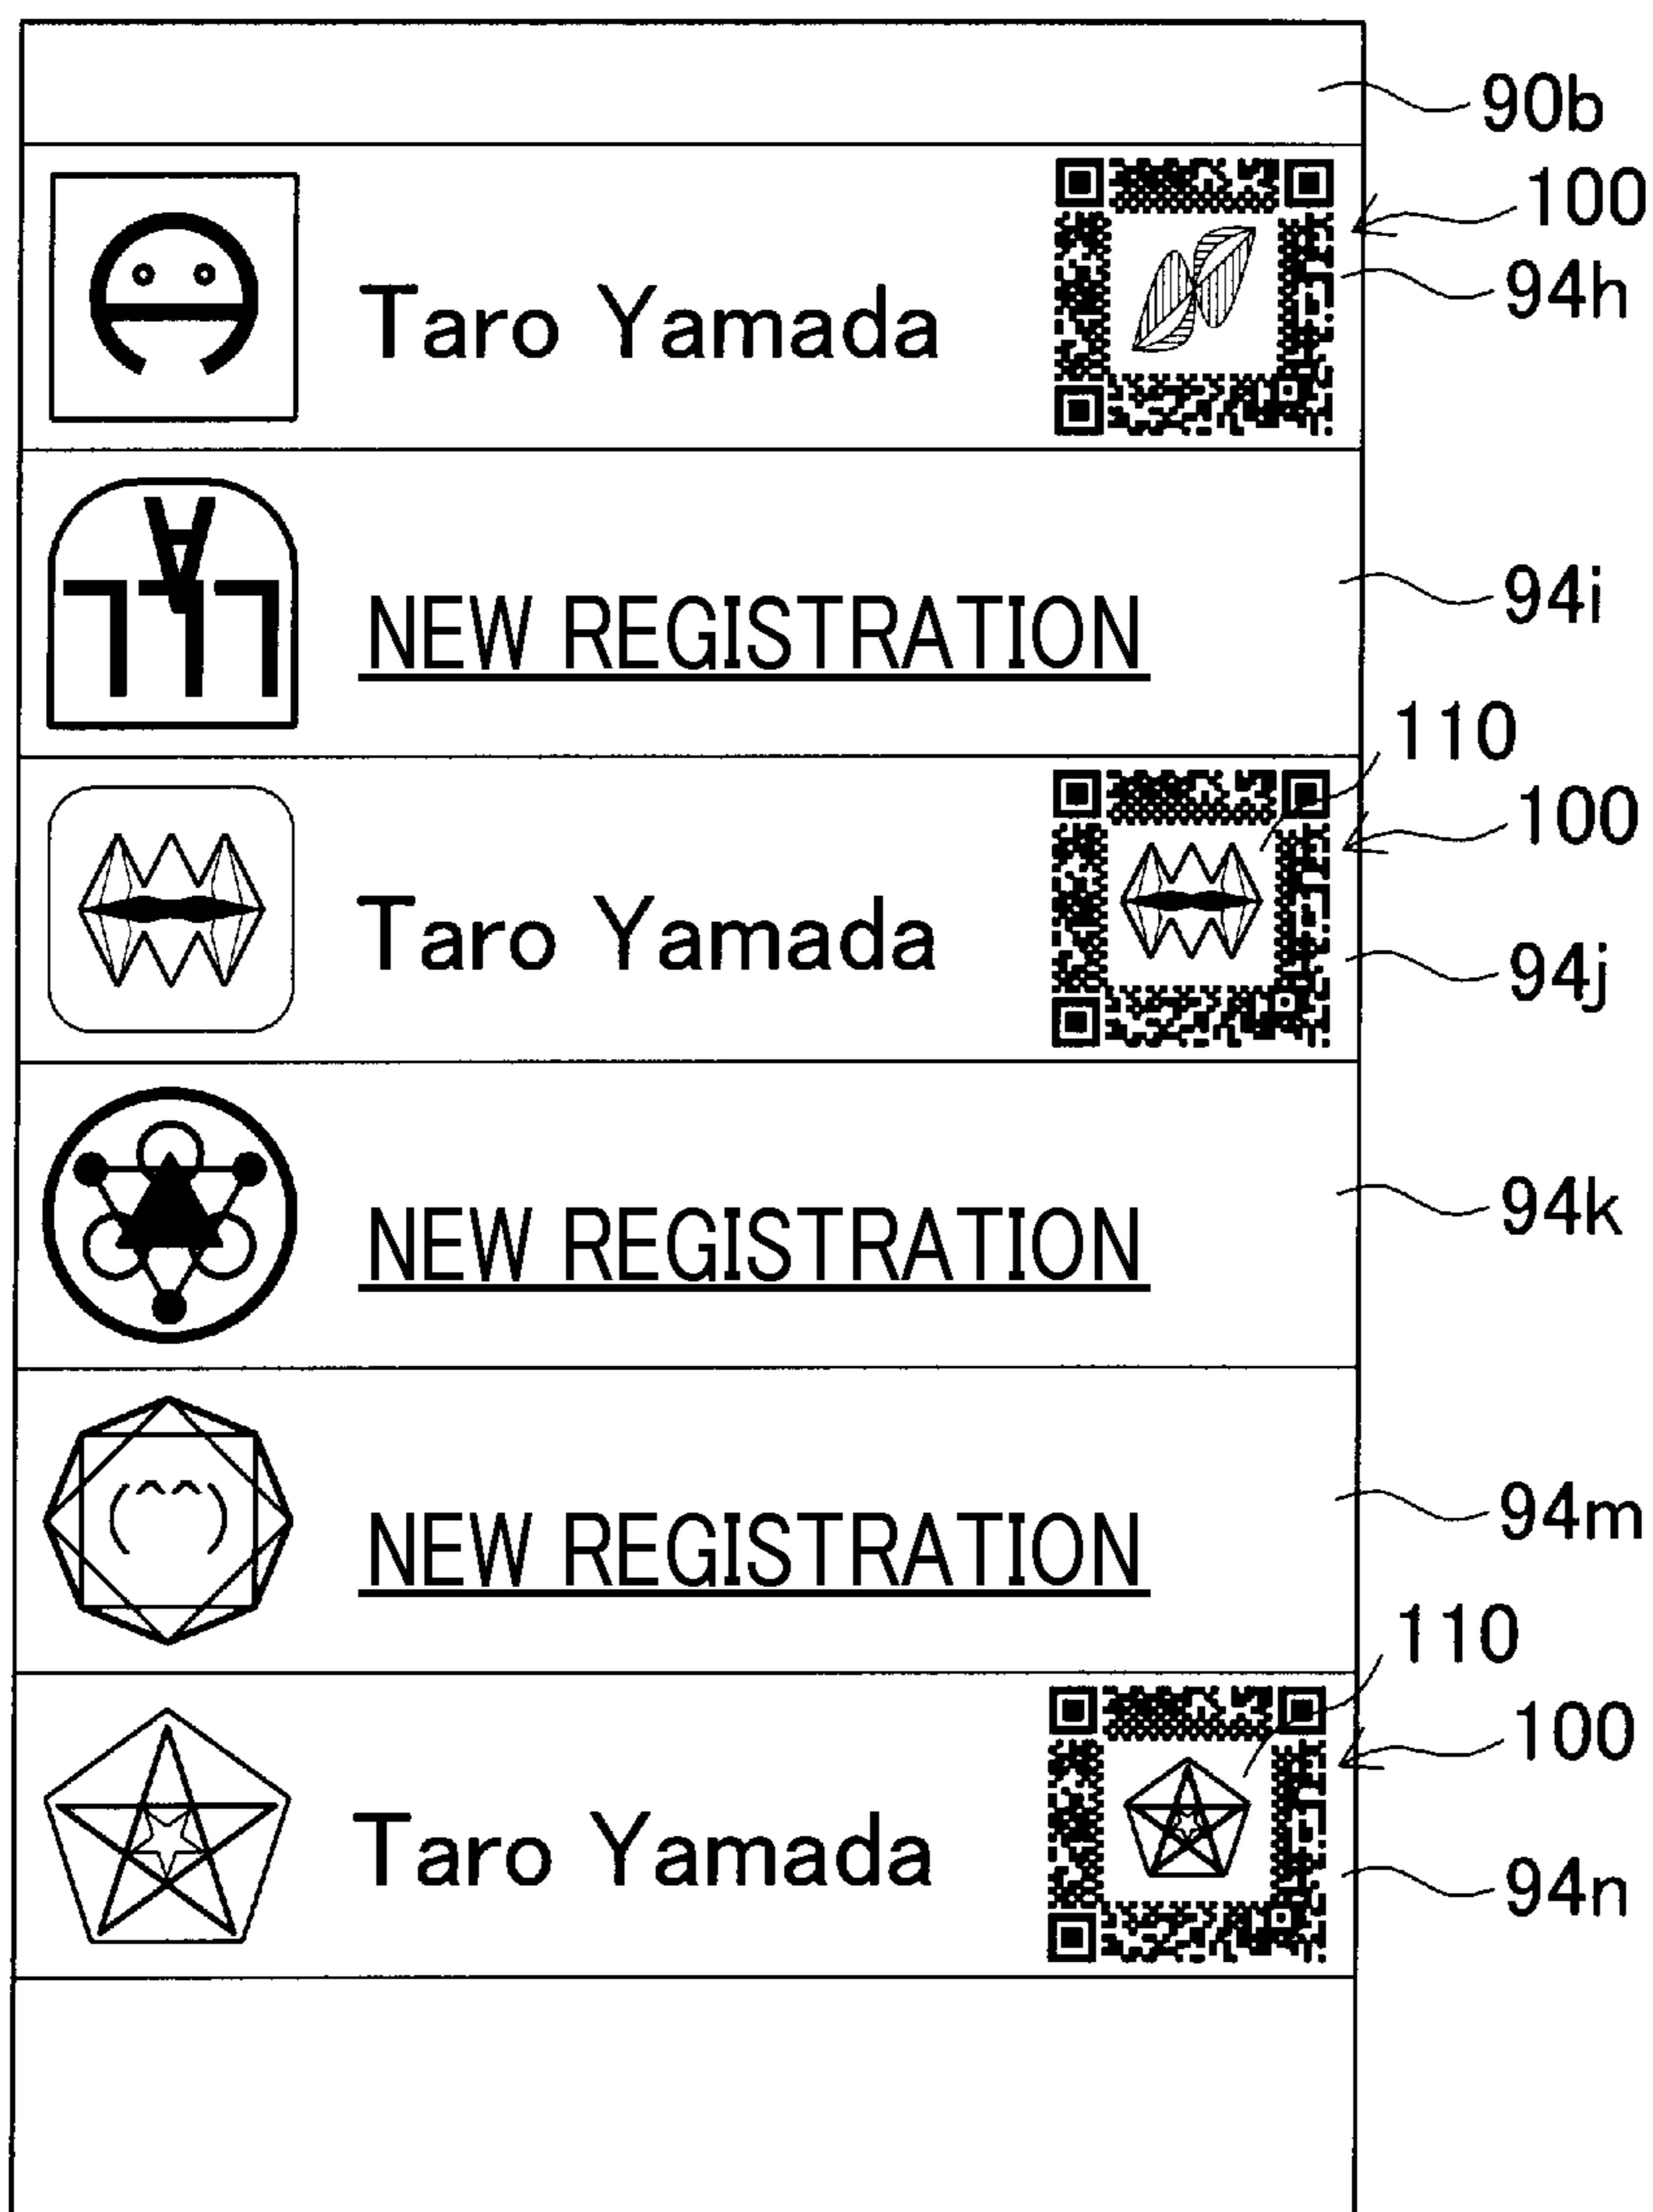 90b
100
Taro Yamada
94h
NEW REGISTRATION
94i
110
100
Taro Yamada
94j
NEW REGISTRATION
94k
NEW REGISTRATION
94m
110
100
Taro Yamada
94n